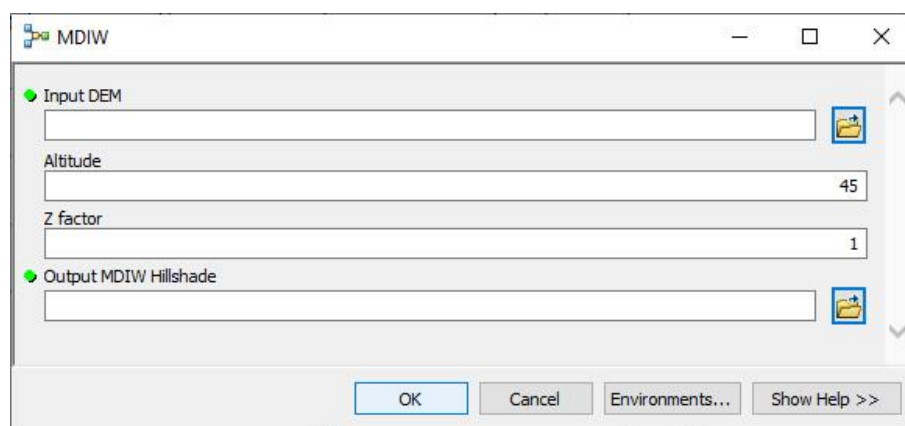 MDIW
Input DEM
Altitude
45
Z factor
1
Output MDIW Hillshade
OK Cancel Environments... Show Help >>